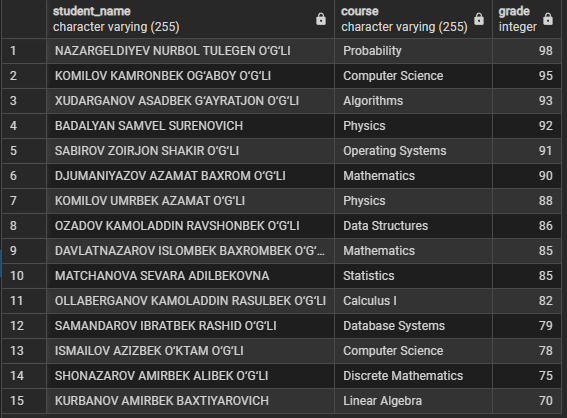 student_name course grade
character varying (255) character varying (255) integer
1 NAZARGELDIYEV NURBOL TULEGEN O‘G‘LI Probability 98
2 KOMILOV KAMRONBEK OG‘ABOY O‘G‘LI Computer Science 95
3 XUDARGANOV ASADBEK G‘AYRATJON O‘G‘LI Algorithms 93
4 BADALYAN SAMVEL SURENOVICH Physics 92
5 SABIROV ZOIRJON SHAKIR O‘G‘LI Operating Systems 91
6 DJUMANIYAZOV AZAMAT BAXROM O‘G‘LI Mathematics 90
7 KOMILOV UMRBEK AZAMAT O‘G‘LI Physics 88
8 OZADOV KAMOLADDIN RAVSHONBEK O‘G‘LI Data Structures 86
9 DAVLATNAZAROV ISLOMBEK BAXROMBEK O‘G‘... Mathematics 85
10 MATCHANOVA SEVARA ADILBEKOVNA Statistics 85
11 OLLABERGANOV KAMOLADDIN RASULBEK O‘G‘LI Calculus I 82
12 SAMANDAROV IBRATBEK RASHID O‘G‘LI Database Systems 79
13 ISMAILOV AZIZBEK O‘KTAM O‘G‘LI Computer Science 78
14 SHONAZAROV AMIRBEK ALIBEK O‘G‘LI Discrete Mathematics 75
15 KURBANOV AMIRBEK BAXTIYAROVICH Linear Algebra 70